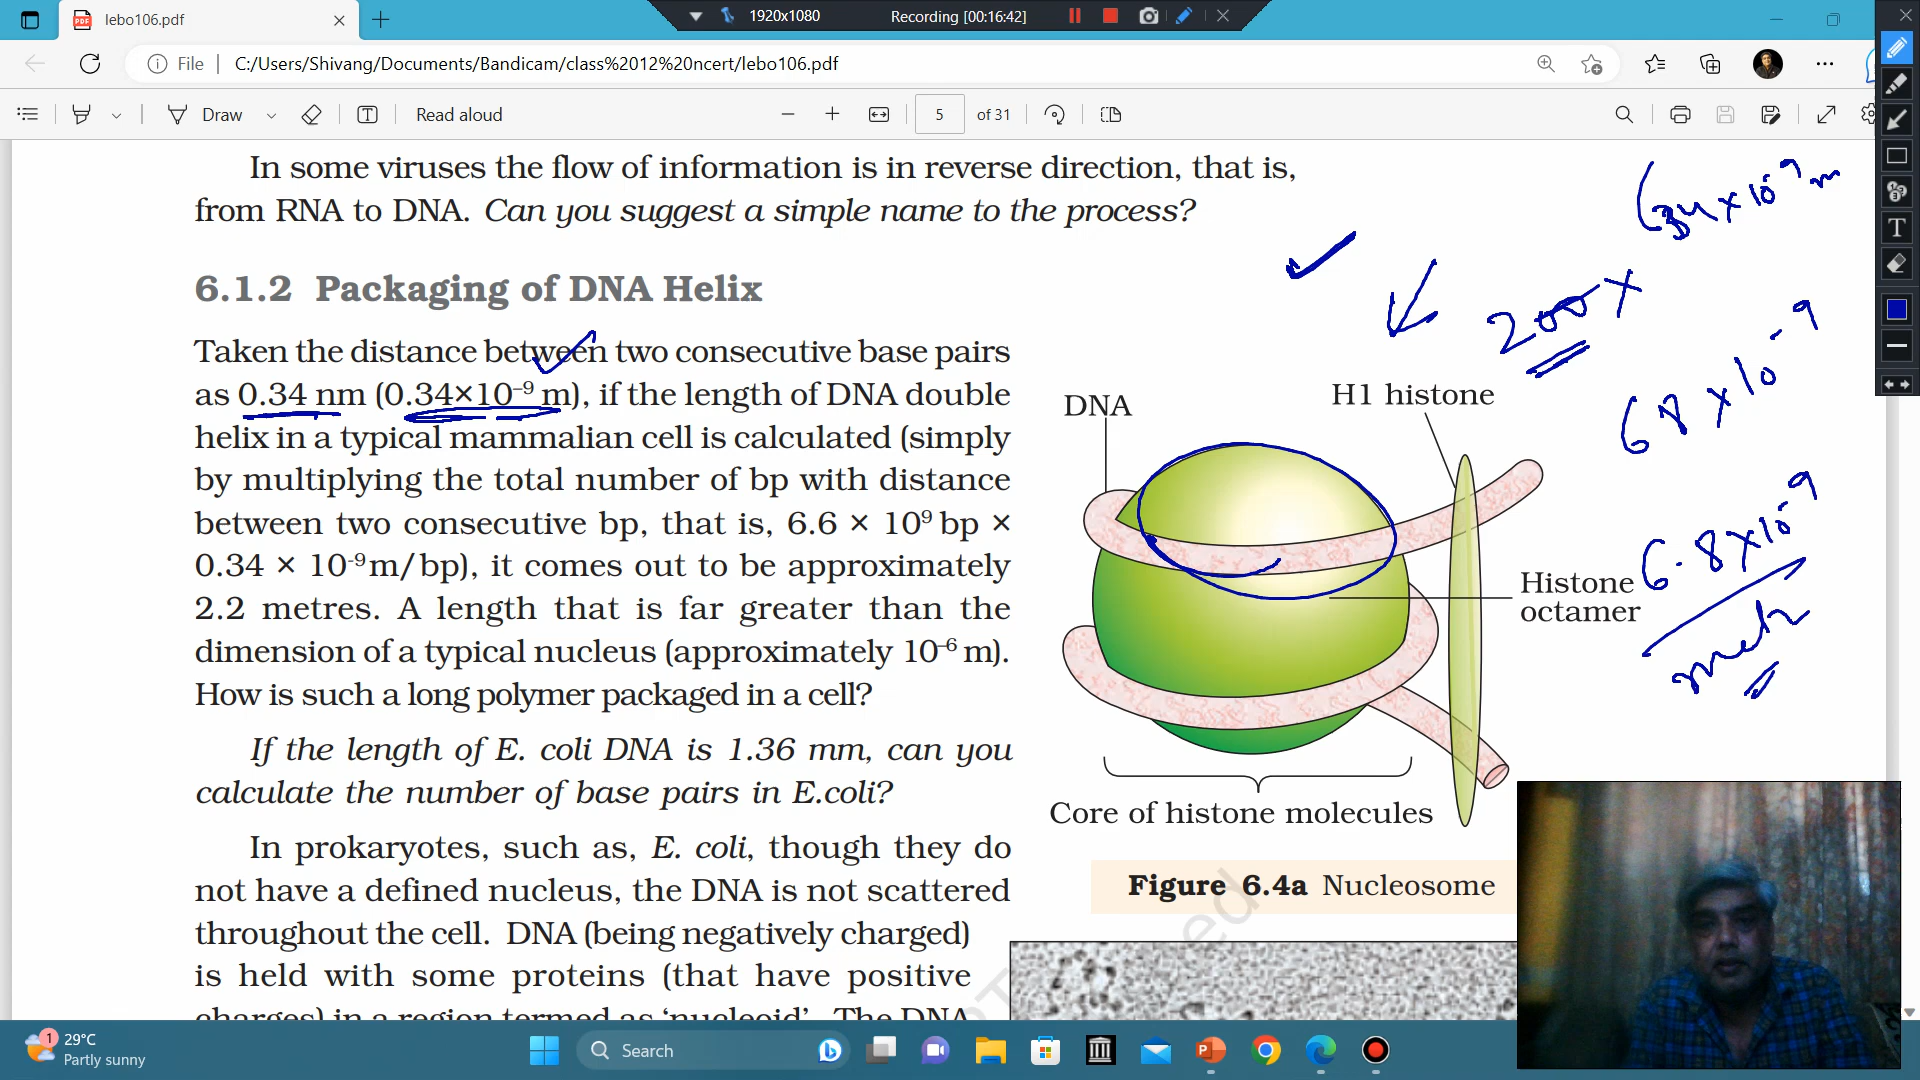 lebo106.pdf
1920x1080
Recording [00:16:42]
File
C:/Users/Shivang/Documents/Bandicam/class%2012%20ncert/lebo106.pdf
Draw
Read aloud
5
of 31
In some viruses the flow of information is in reverse direction, that is,
from RNA to DNA. Can you suggest a simple name to the process?
6.1.2 Packaging of DNA Helix
Taken the distance between two consecutive base pairs
as 0.34 nm (0.34×10⁻⁹ m), if the length of DNA double
helix in a typical mammalian cell is calculated (simply
by multiplying the total number of bp with distance
between two consecutive bp, that is, 6.6 × 10⁹ bp ×
0.34 × 10⁻⁹ m/bp), it comes out to be approximately
2.2 metres. A length that is far greater than the
dimension of a typical nucleus (approximately 10⁻⁶ m).
How is such a long polymer packaged in a cell?
If the length of E. coli DNA is 1.36 mm, can you
calculate the number of base pairs in E.coli?
In prokaryotes, such as, E. coli, though they do
not have a defined nucleus, the DNA is not scattered
throughout the cell. DNA (being negatively charged)
is held with some proteins (that have positive
charges) in a region termed as 'nucleoid'. The DNA
DNA
H1 histone
Histone
octamer
Core of histone molecules
Figure 6.4a Nucleosome
200 ×
68 × 10⁻⁹
6.8×10⁻⁹
29°C
Partly sunny
Search
1